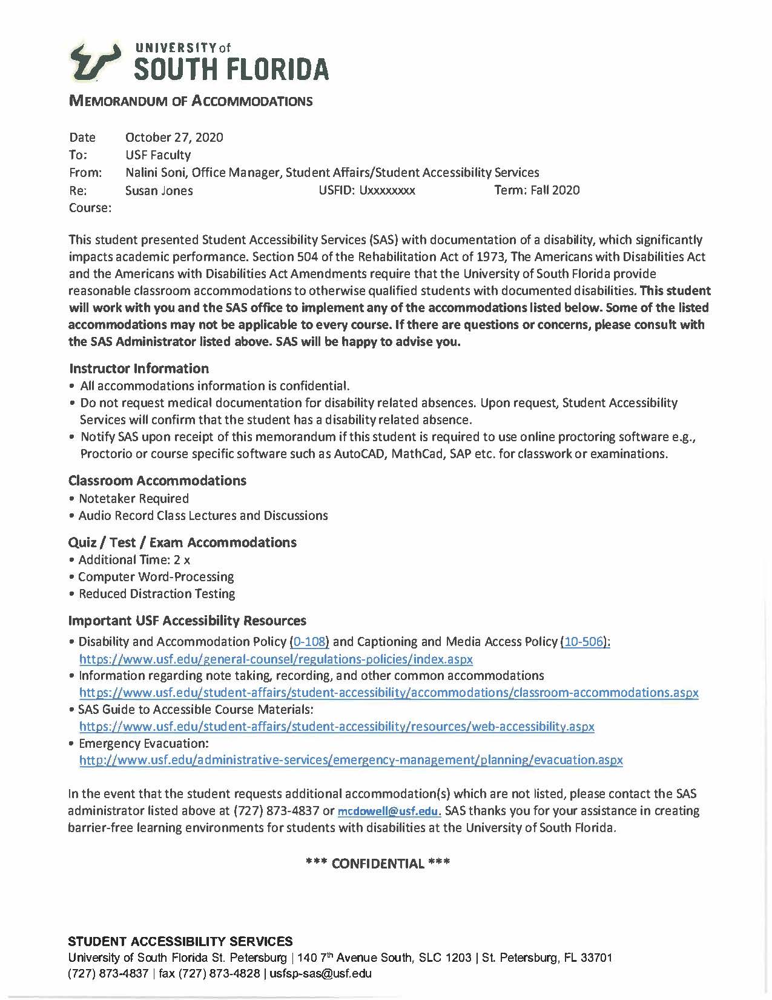 UNIVERSITY of
SOUTH FLORIDA
MEMORANDUM OF ACCOMMODATIONS
Date October 27, 2020
To: USF Faculty
From: Nalini Soni, Office Manager, Student Affairs/Student Accessibility Services
Re: Susan Jones USFID: Uxxxxxxxx Term: Fall 2020
Course:
This student presented Student Accessibility Services (SAS) with documentation of a disability, which significantly
impacts academic performance. Section 504 of the Rehabilitation Act of 1973, The Americans with Disabilities Act
and the Americans with Disabilities Act Amendments require that the University of South Florida provide
reasonable classroom accommodations to otherwise qualified students with documented disabilities. This student
will work with you and the SAS office to implement any of the accommodations listed below. Some of the listed
accommodations may not be applicable to every course. If there are questions or concerns, please consult with
the SAS Administrator listed above. SAS will be happy to advise you.
Instructor Information
• All accommodations information is confidential.
• Do not request medical documentation for disability related absences. Upon request, Student Accessibility
Services will confirm that the student has a disability related absence.
• Notify SAS upon receipt of this memorandum if this student is required to use online proctoring software e.g.,
Proctorio or course specific software such as AutoCAD, MathCad, SAP etc. for classwork or examinations.
Classroom Accommodations
• Notetaker Required
• Audio Record Class Lectures and Discussions
Quiz / Test / Exam Accommodations
• Additional Time: 2 x
• Computer Word-Processing
• Reduced Distraction Testing
Important USF Accessibility Resources
• Disability and Accommodation Policy (0-108) and Captioning and Media Access Policy (10-506):
https://www.usf.edu/general-counsel/regulations-policies/index.aspx
• Information regarding note taking, recording, and other common accommodations
https://www.usf.edu/student-affairs/student-accessibility/accommodations/classroom-accommodations.aspx
• SAS Guide to Accessible Course Materials:
https://www.usf.edu/student-affairs/student-accessibility/resources/web-accessibility.aspx
• Emergency Evacuation:
http://www.usf.edu/administrative-services/emergency-management/planning/evacuation.aspx
In the event that the student requests additional accommodation(s) which are not listed, please contact the SAS
administrator listed above at (727) 873-4837 or mcdowell@usf.edu. SAS thanks you for your assistance in creating
barrier-free learning environments for students with disabilities at the University of South Florida.
*** CONFIDENTIAL ***
STUDENT ACCESSIBILITY SERVICES
University of South Florida St. Petersburg | 140 7th Avenue South, SLC 1203 | St. Petersburg, FL 33701
(727) 873-4837 | fax (727) 873-4828 | usfsp-sas@usf.edu